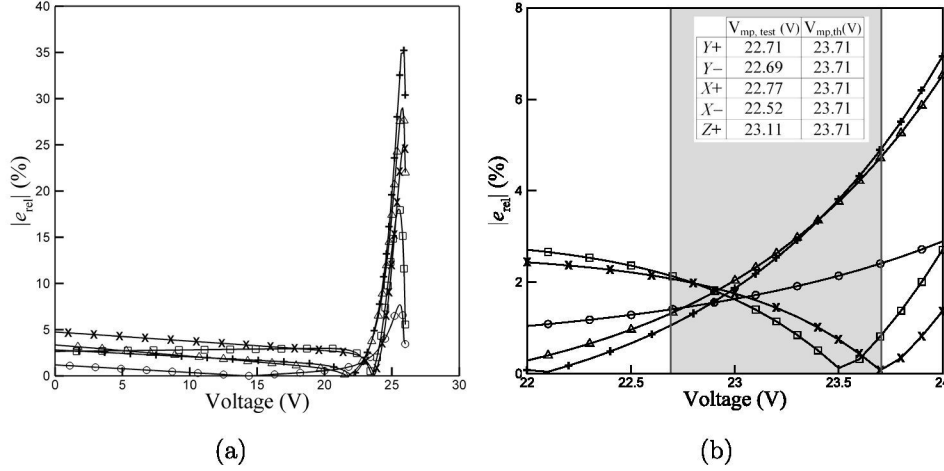 40
35
30
25
20
15
10
5
0
|e_rel| (%)
0 5 10 15 20 25 30
Voltage (V)
(a)
8
6
4
2
0
|e_rel| (%)
V_mp, test (V) V_mp,th(V)
Y+ 22.71 23.71
Y− 22.69 23.71
X+ 22.77 23.71
X− 22.52 23.71
Z+ 23.11 23.71
22 22.5 23 23.5 24
Voltage (V)
(b)